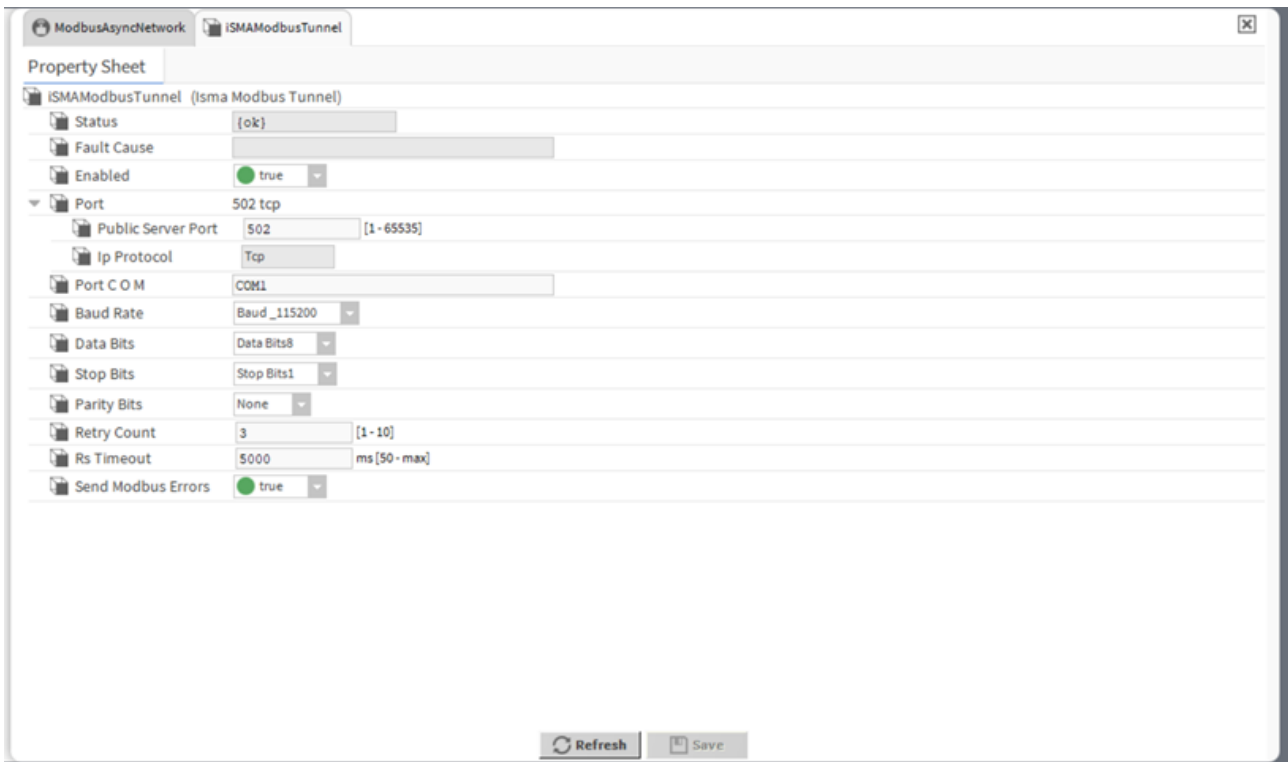 ModbusAsyncNetwork iSMAModbusTunnel
Property Sheet
iSMAModbusTunnel (Isma Modbus Tunnel)
Status {ok}
Fault Cause
Enabled true
Port 502 tcp
Public Server Port 502 [1 - 65535]
Ip Protocol Tcp
Port C O M COM1
Baud Rate Baud _115200
Data Bits Data Bits8
Stop Bits Stop Bits1
Parity Bits None
Retry Count 3 [1 - 10]
Rs Timeout 5000 ms [50 - max]
Send Modbus Errors true
Refresh Save